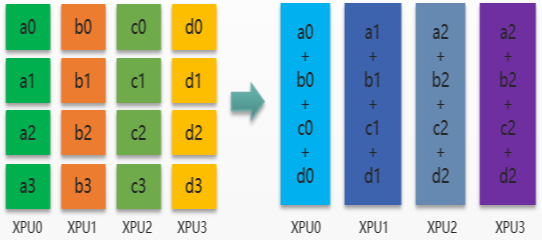 a0 b0 c0 d0
a1 b1 c1 d1
a2 b2 c2 d2
a3 b3 c3 d3
XPU0 XPU1 XPU2 XPU3
a0 a1 a2 a2
+ + + +
b0 b1 b2 b2
+ + + +
c0 c1 c2 c2
+ + + +
d0 d1 d2 d2
XPU0 XPU1 XPU2 XPU3